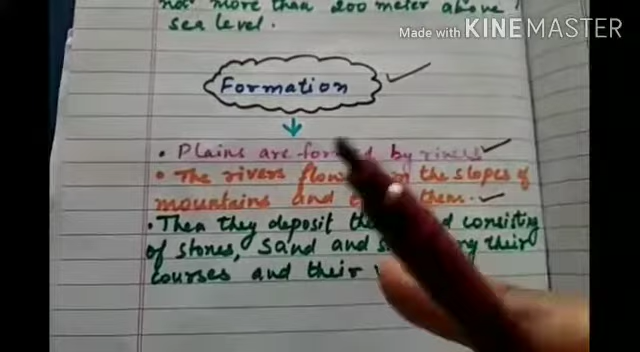 not more than 200 meter above
sea level.
Made with KINEMASTER
Formation
• Plains are formed by rivers
• The rivers flow on the slopes of
mountains and them.
• Then they deposit their consisting
of stones, sand and their
courses and their